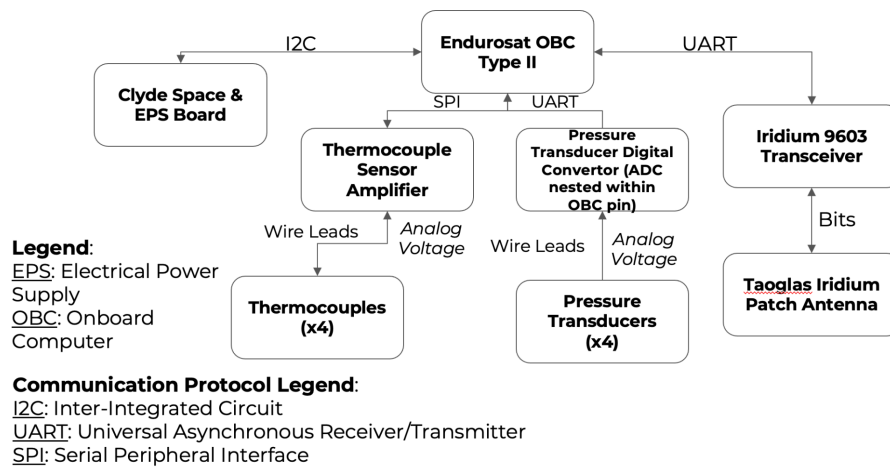 Endurosat OBC
Type II
I2C
UART
Clyde Space &
EPS Board
SPI
UART
Thermocouple
Sensor
Amplifier
Pressure
Transducer Digital
Convertor (ADC
nested within
OBC pin)
Iridium 9603
Transceiver
Wire Leads
Analog
Voltage
Wire Leads
Analog
Voltage
Bits
Thermocouples
(x4)
Pressure
Transducers
(x4)
Taoglas Iridium
Patch Antenna
Legend:
EPS: Electrical Power
Supply
OBC: Onboard
Computer
Communication Protocol Legend:
I2C: Inter-Integrated Circuit
UART: Universal Asynchronous Receiver/Transmitter
SPI: Serial Peripheral Interface